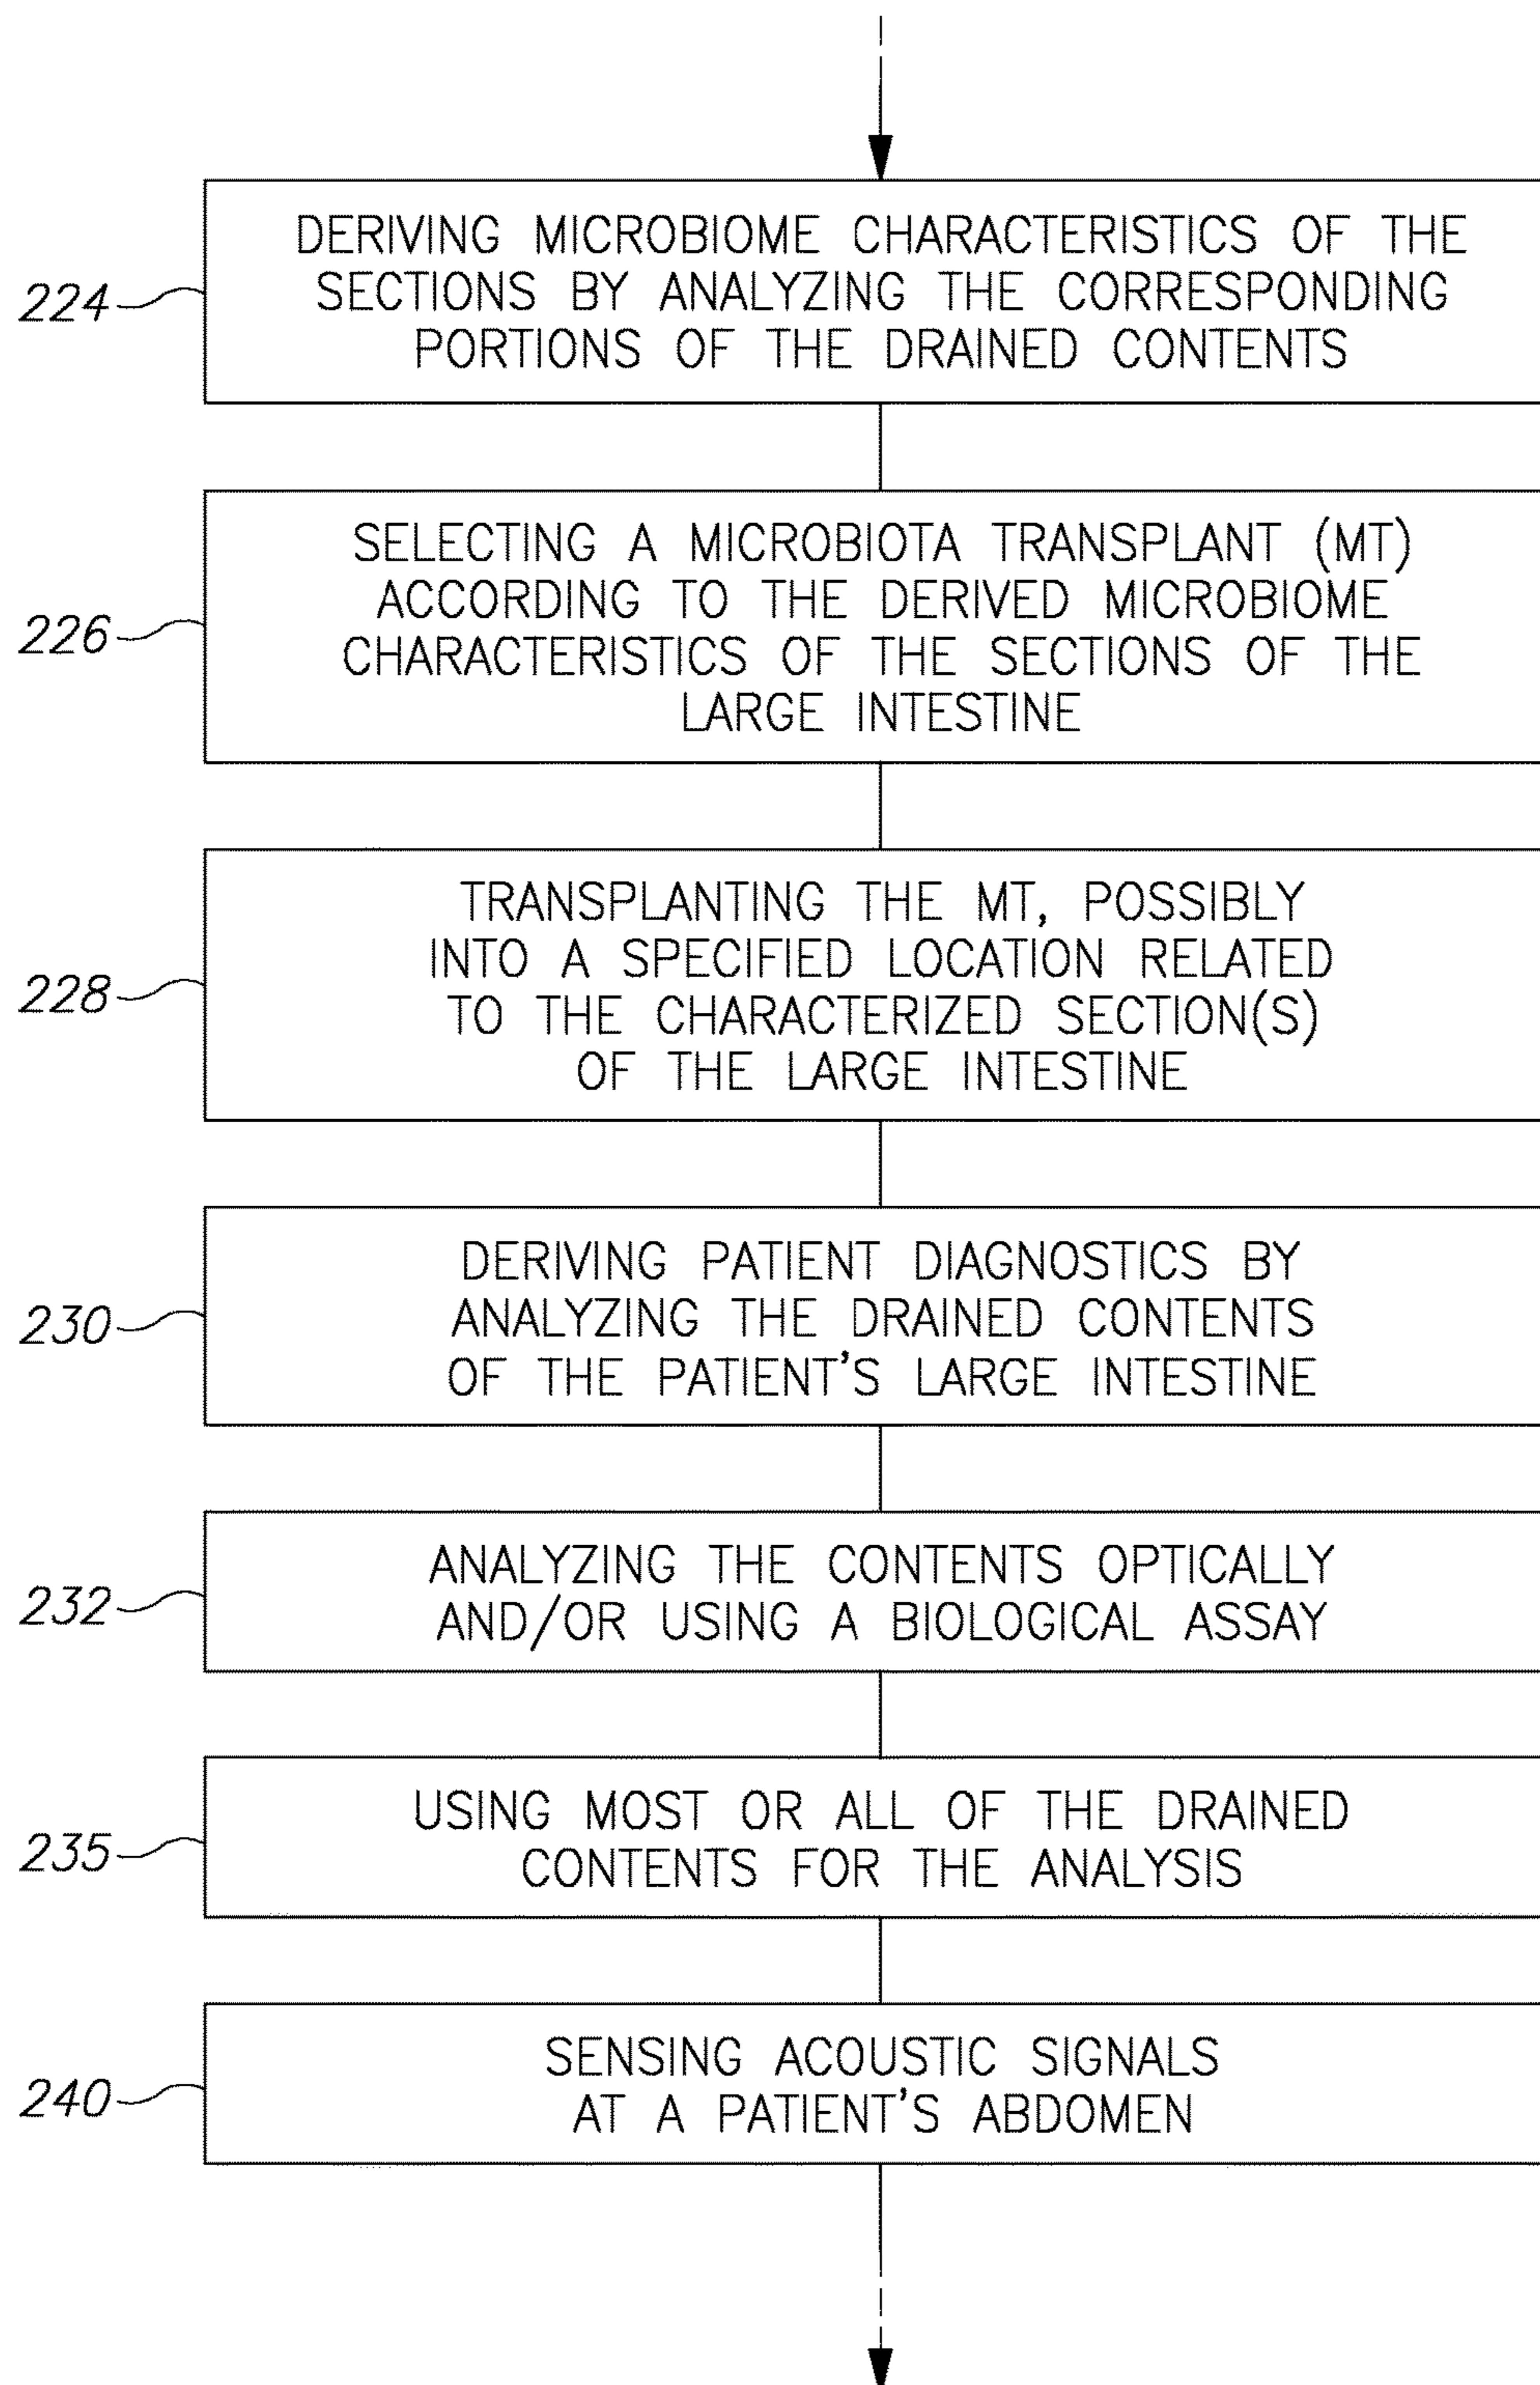 DERIVING MICROBIOME CHARACTERISTICS OF THE
SECTIONS BY ANALYZING THE CORRESPONDING
PORTIONS OF THE DRAINED CONTENTS
224
SELECTING A MICROBIOTA TRANSPLANT (MT)
ACCORDING TO THE DERIVED MICROBIOME
CHARACTERISTICS OF THE SECTIONS OF THE
LARGE INTESTINE
226
TRANSPLANTING THE MT, POSSIBLY
INTO A SPECIFIED LOCATION RELATED
TO THE CHARACTERIZED SECTION(S)
OF THE LARGE INTESTINE
228
DERIVING PATIENT DIAGNOSTICS BY
ANALYZING THE DRAINED CONTENTS
OF THE PATIENT'S LARGE INTESTINE
230
ANALYZING THE CONTENTS OPTICALLY
AND/OR USING A BIOLOGICAL ASSAY
232
USING MOST OR ALL OF THE DRAINED
CONTENTS FOR THE ANALYSIS
235
SENSING ACOUSTIC SIGNALS
AT A PATIENT'S ABDOMEN
240